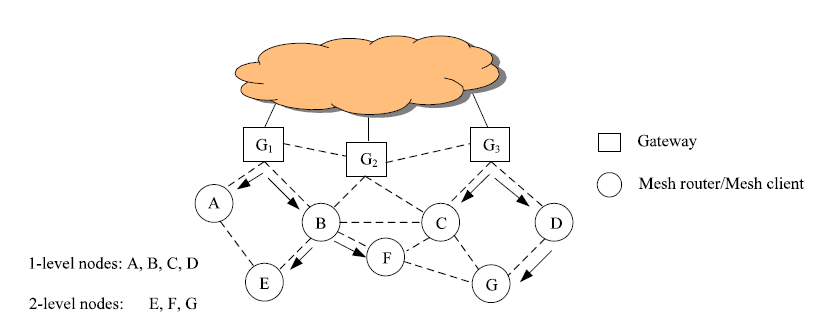 G1
G2
G3
Gateway
Mesh router/Mesh client
A
B
C
D
F
E
G
1-level nodes: A, B, C, D
2-level nodes: E, F, G